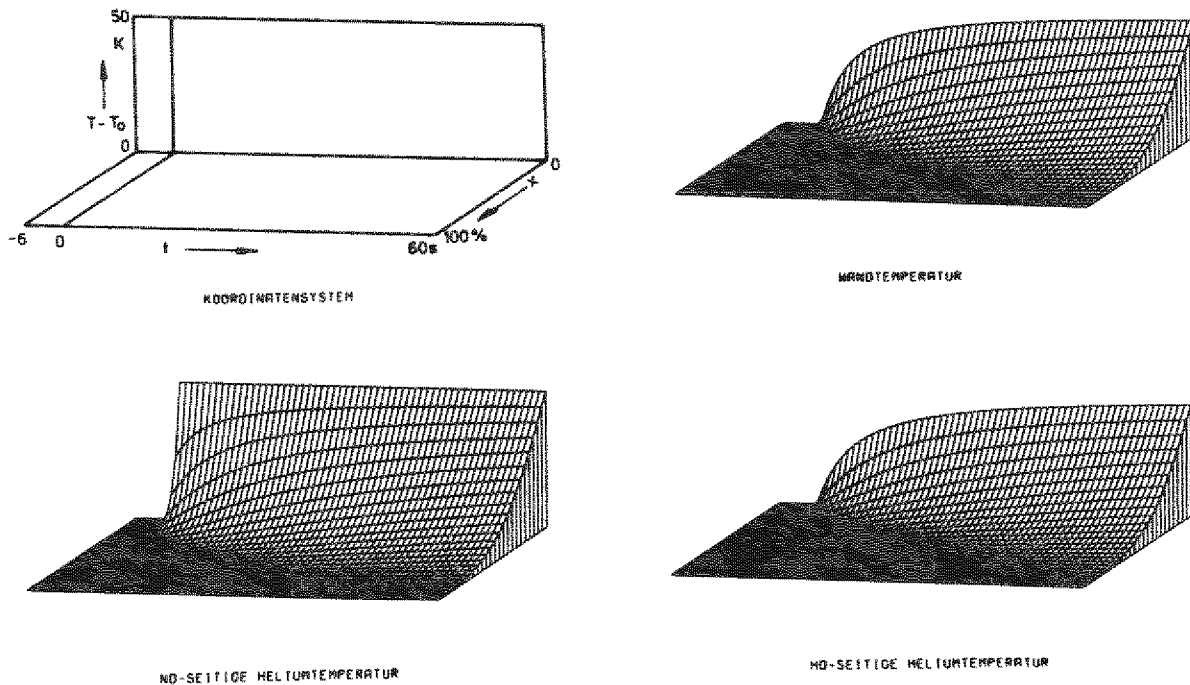 50
K
T-T₀
0
0
x
-6
0
t
60s
100%
KOORDINATENSYSTEM
WANDTEMPERATUR
ND-SEITIGE HELIUMTEMPERATUR
HD-SEITIGE HELIUMTEMPERATUR